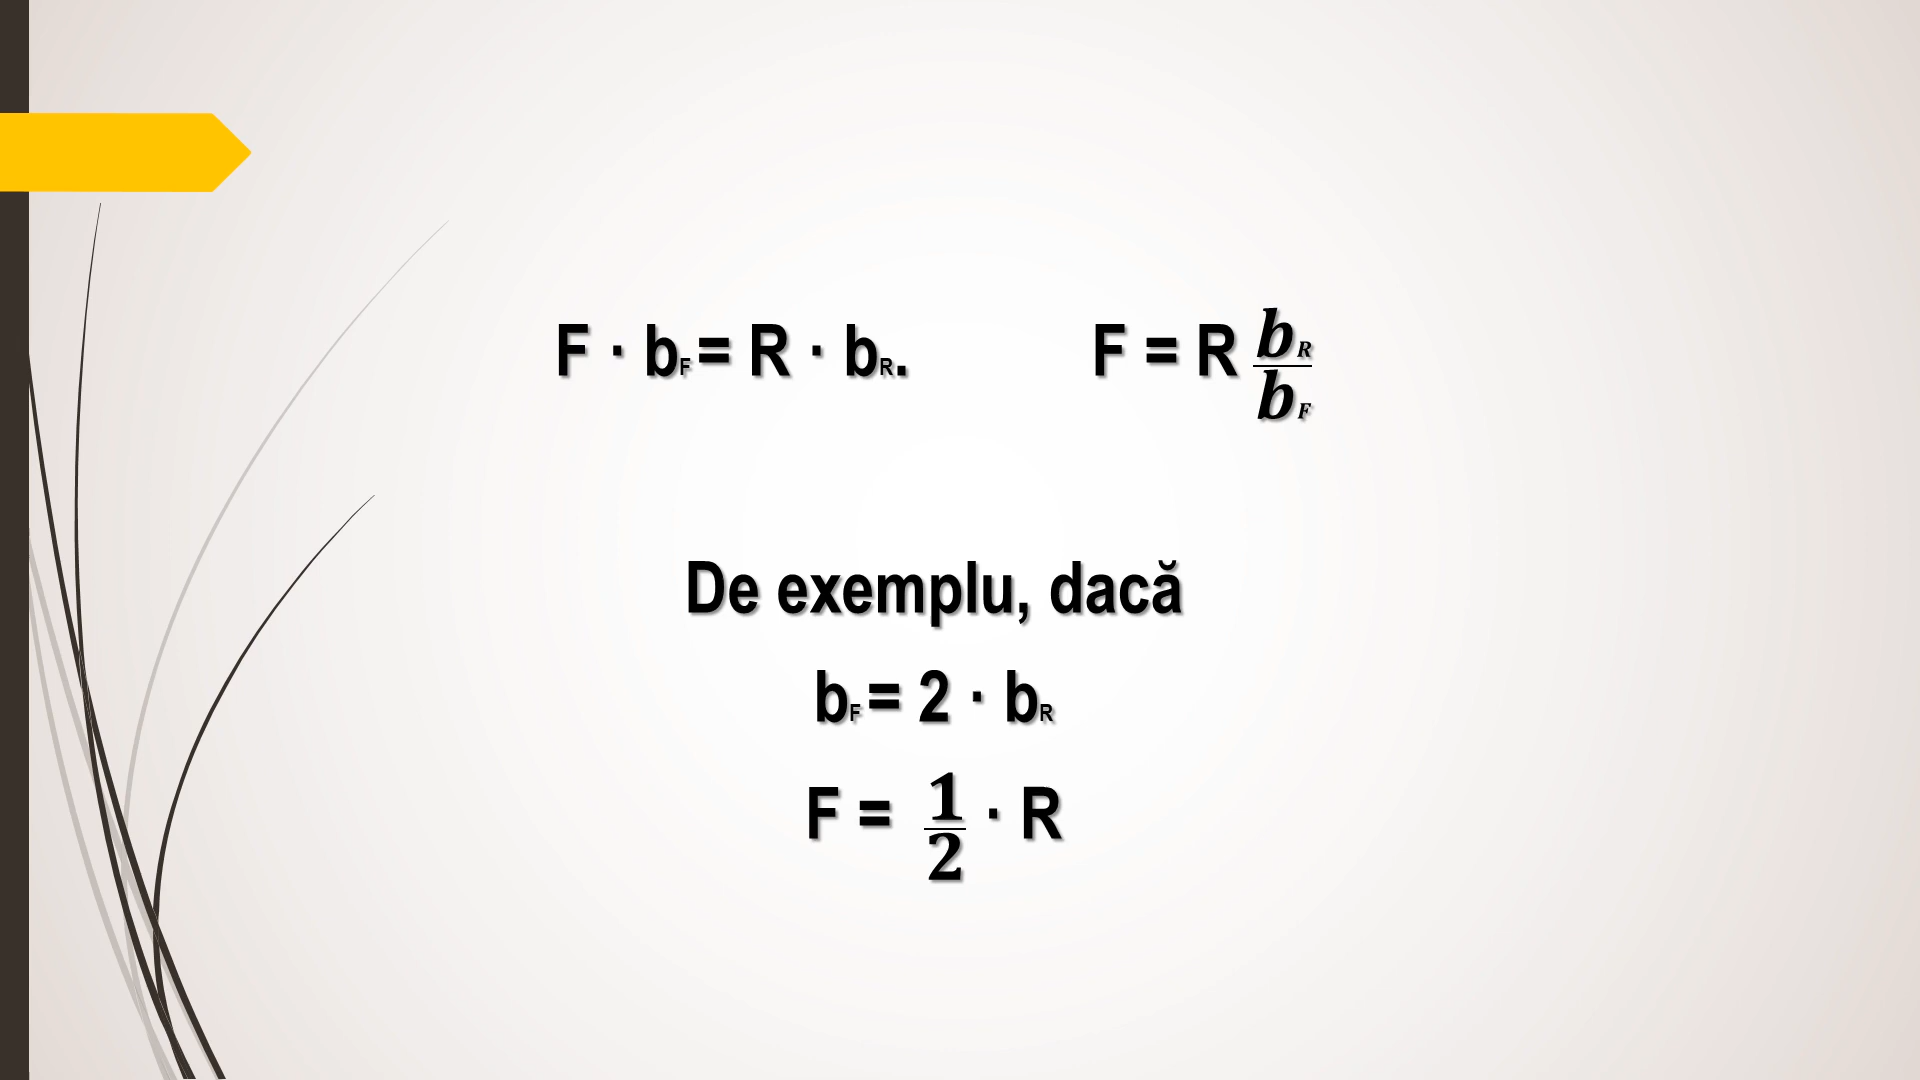 F · bF = R · bR. F = R bR/bF
De exemplu, dacă
bF = 2 · bR
F = 1/2 · R